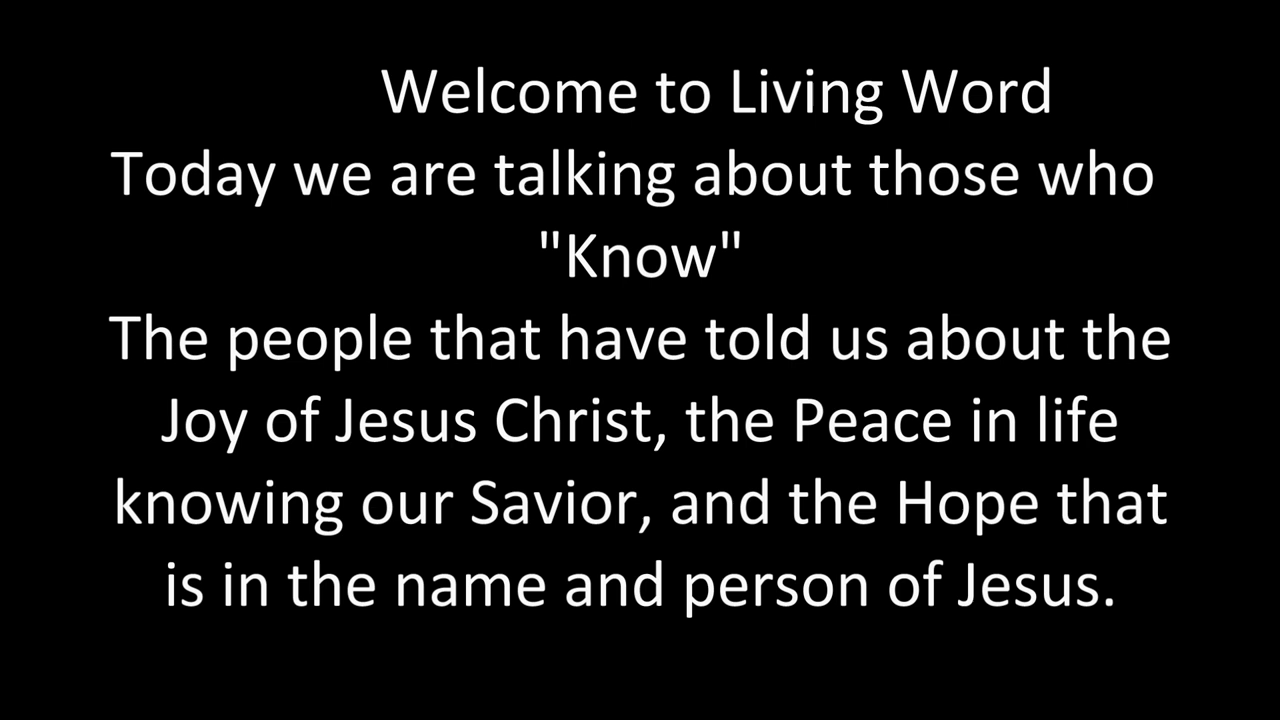 Welcome to Living Word
Today we are talking about those who
"Know"
The people that have told us about the
Joy of Jesus Christ, the Peace in life
knowing our Savior, and the Hope that
is in the name and person of Jesus.